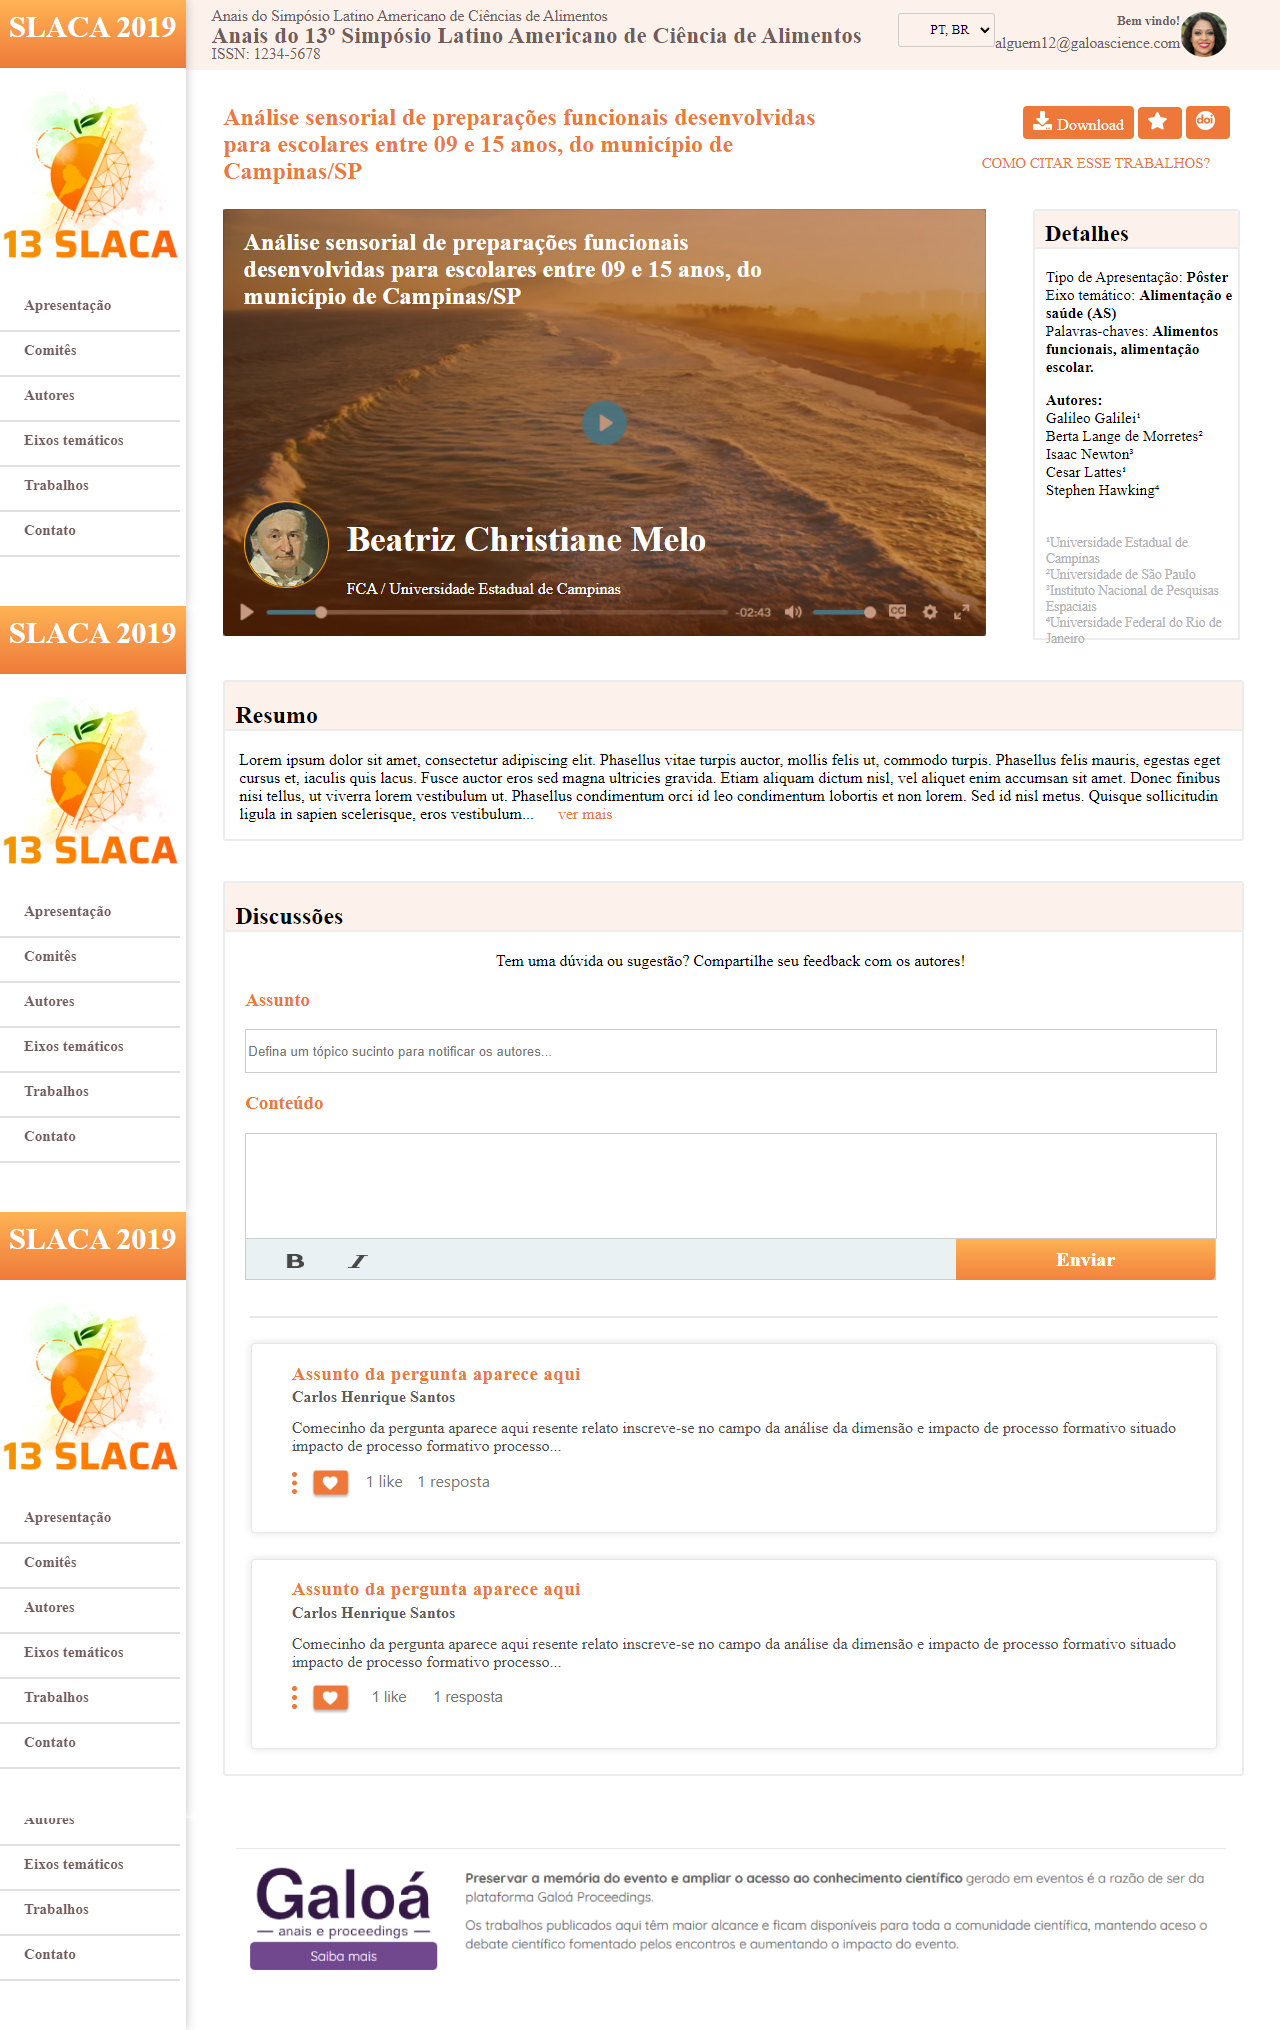 SLACA 2019
13 SLACA
Apresentação
Comitês
Autores
Eixos temáticos
Trabalhos
Contato
SLACA 2019
13 SLACA
Apresentação
Comitês
Autores
Eixos temáticos
Trabalhos
Contato
SLACA 2019
13 SLACA
Apresentação
Comitês
Autores
Eixos temáticos
Trabalhos
Contato
Autores
Eixos temáticos
Trabalhos
Contato
Anais do Simpósio Latino Americano de Ciências de Alimentos
Anais do 13º Simpósio Latino Americano de Ciência de Alimentos
ISSN: 1234-5678
PT, BR
Bem vindo!
alguem12@galoascience.com
Análise sensorial de preparações funcionais desenvolvidas
para escolares entre 09 e 15 anos, do município de
Campinas/SP
Download
doi
COMO CITAR ESSE TRABALHOS?
Análise sensorial de preparações funcionais
desenvolvidas para escolares entre 09 e 15 anos, do
município de Campinas/SP
Beatriz Christiane Melo
FCA / Universidade Estadual de Campinas
-02:43
CC
Detalhes
Tipo de Apresentação: Pôster
Eixo temático: Alimentação e
saúde (AS)
Palavras-chaves: Alimentos
funcionais, alimentação
escolar.
Autores:
Galileo Galilei¹
Berta Lange de Morretes²
Isaac Newton³
Cesar Lattes¹
Stephen Hawking⁴
¹Universidade Estadual de
Campinas
²Universidade de São Paulo
³Instituto Nacional de Pesquisas
Espaciais
⁴Universidade Federal do Rio de
Janeiro
Resumo
Lorem ipsum dolor sit amet, consectetur adipiscing elit. Phasellus vitae turpis auctor, mollis felis ut, commodo turpis. Phasellus felis mauris, egestas eget
cursus et, iaculis quis lacus. Fusce auctor eros sed magna ultricies gravida. Etiam aliquam dictum nisl, vel aliquet enim accumsan sit amet. Donec finibus
nisi tellus, ut viverra lorem vestibulum ut. Phasellus condimentum orci id leo condimentum lobortis et non lorem. Sed id nisl metus. Quisque sollicitudin
ligula in sapien scelerisque, eros vestibulum... ver mais
Discussões
Tem uma dúvida ou sugestão? Compartilhe seu feedback com os autores!
Assunto
Defina um tópico sucinto para notificar os autores...
Conteúdo
B I
Enviar
Assunto da pergunta aparece aqui
Carlos Henrique Santos
Comecinho da pergunta aparece aqui resente relato inscreve-se no campo da análise da dimensão e impacto de processo formativo situado
impacto de processo formativo processo...
1 like 1 resposta
Assunto da pergunta aparece aqui
Carlos Henrique Santos
Comecinho da pergunta aparece aqui resente relato inscreve-se no campo da análise da dimensão e impacto de processo formativo situado
impacto de processo formativo processo...
1 like 1 resposta
Galoá
anais e proceedings
Saiba mais
Preservar a memória do evento e ampliar o acesso ao conhecimento científico gerado em eventos é a razão de ser da
plataforma Galoá Proceedings.
Os trabalhos publicados aqui têm maior alcance e ficam disponíveis para toda a comunidade científica, mantendo aceso o
debate científico fomentado pelos encontros e aumentando o impacto do evento.